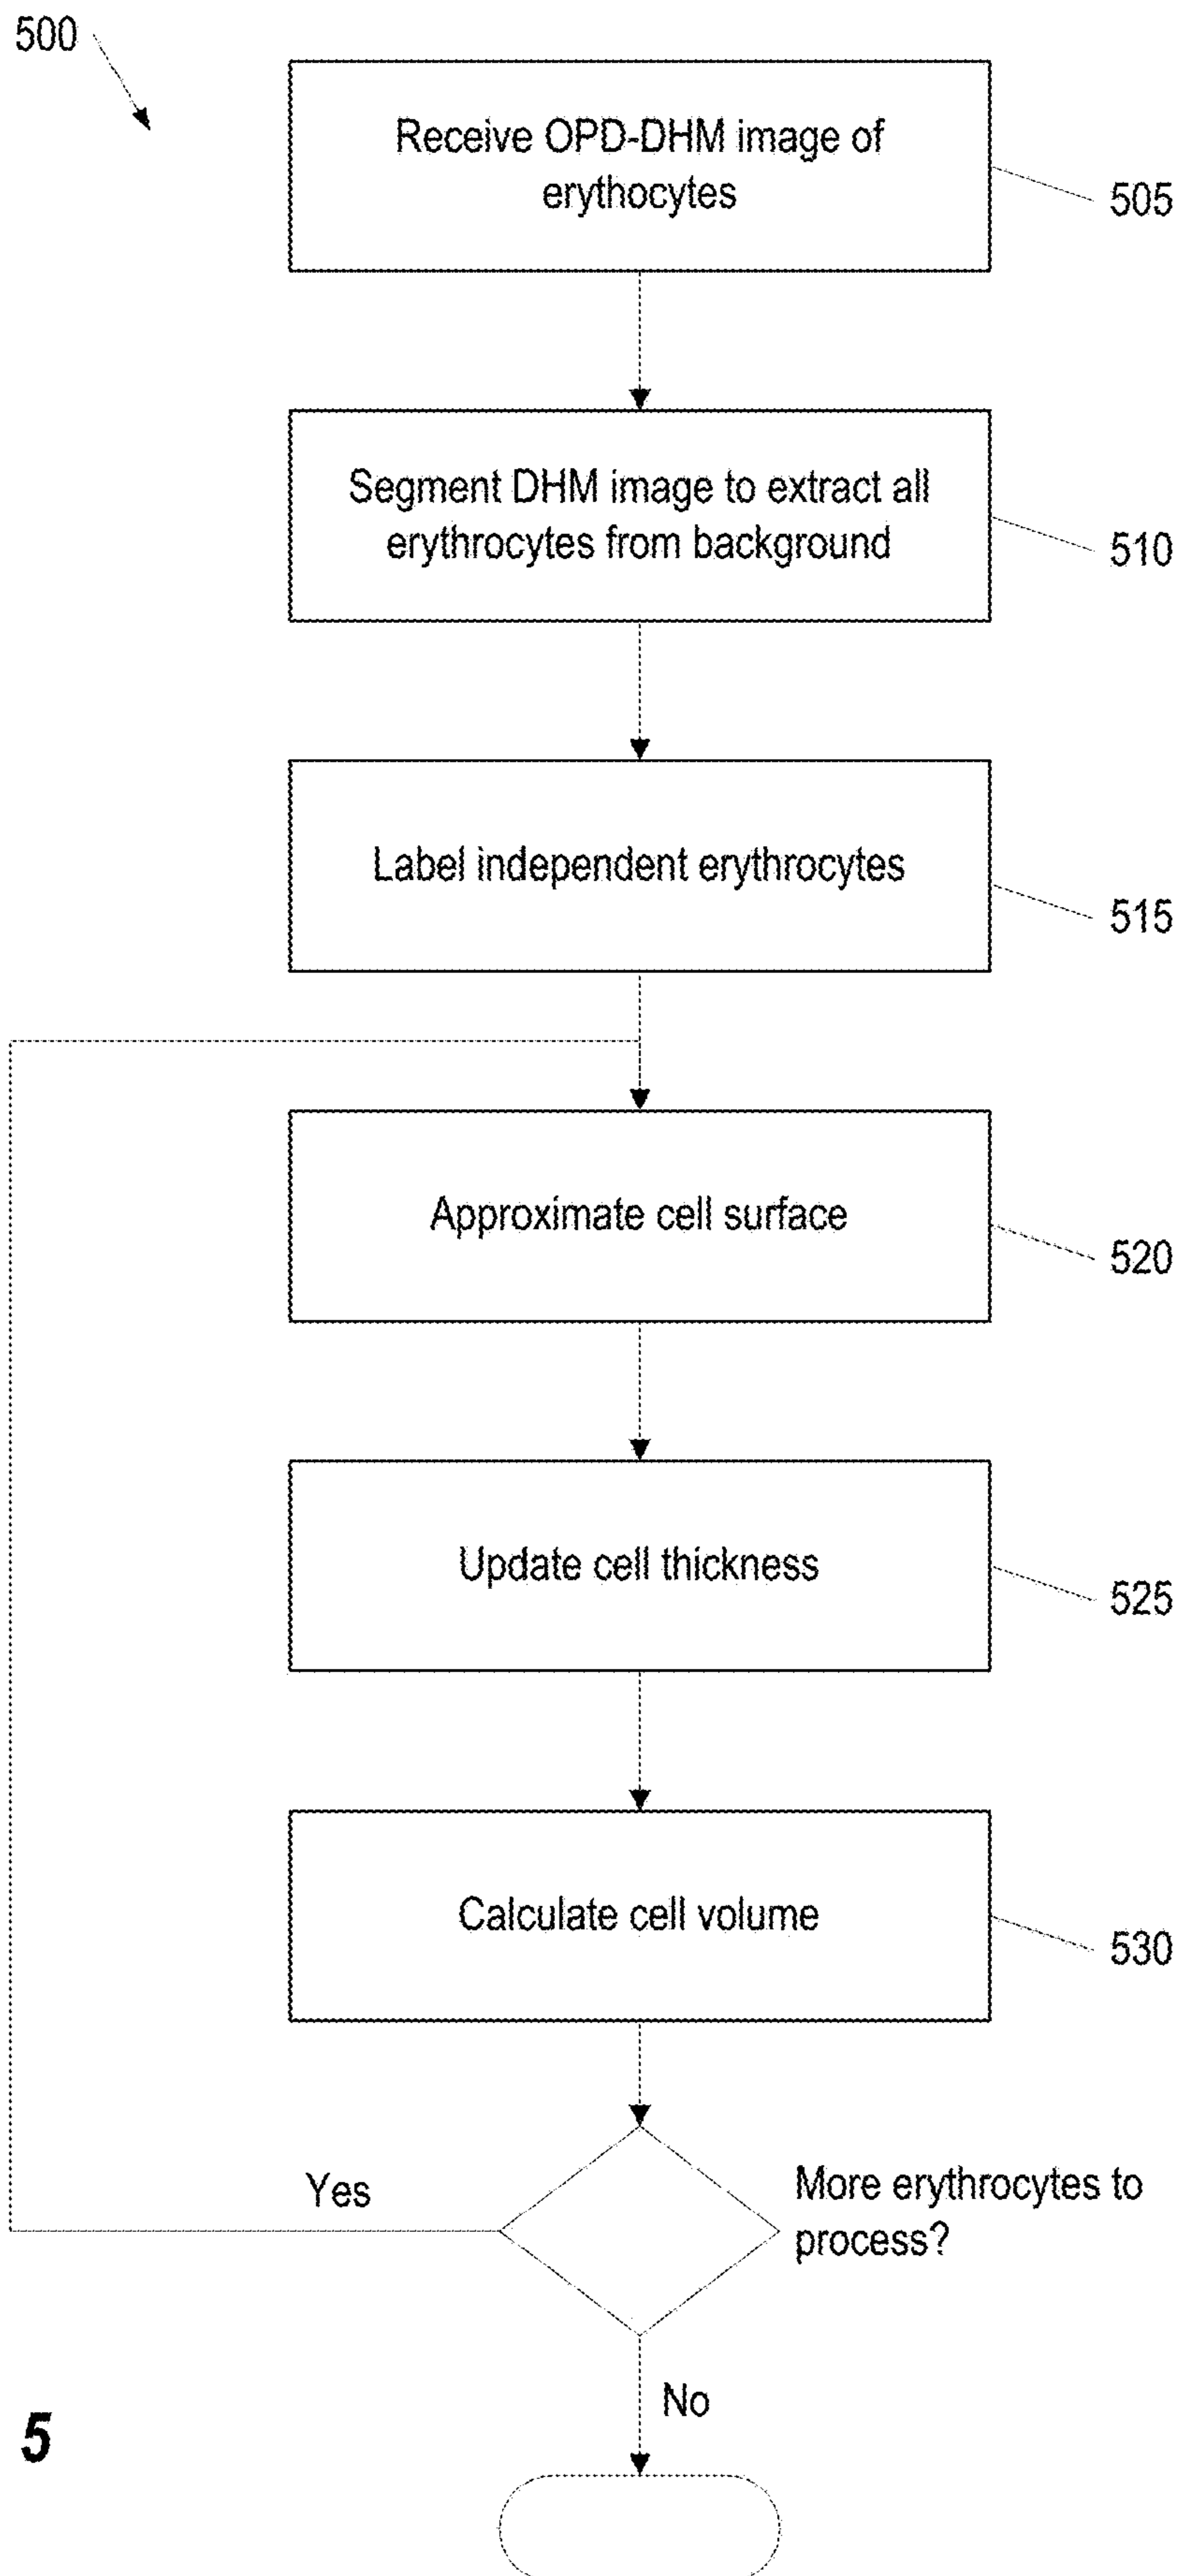 500
Receive OPD-DHM image of
erythocytes
505
Segment DHM image to extract all
erythrocytes from background
510
Label independent erythrocytes
515
Approximate cell surface
520
Update cell thickness
525
Calculate cell volume
530
Yes
More erythrocytes to
process?
No
5